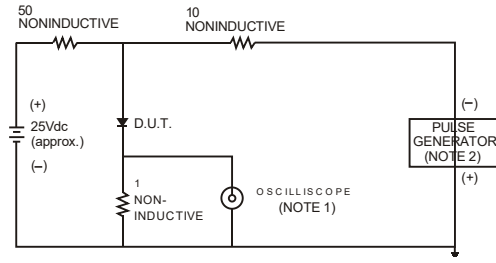 50
NONINDUCTIVE
10
NONINDUCTIVE
(+)
25Vdc
(approx.)
(–)
D.U.T.
1
NON-
INDUCTIVE
OSCILLISCOPE
(NOTE 1)
(–)
PULSE
GENERATOR
(NOTE 2)
(+)